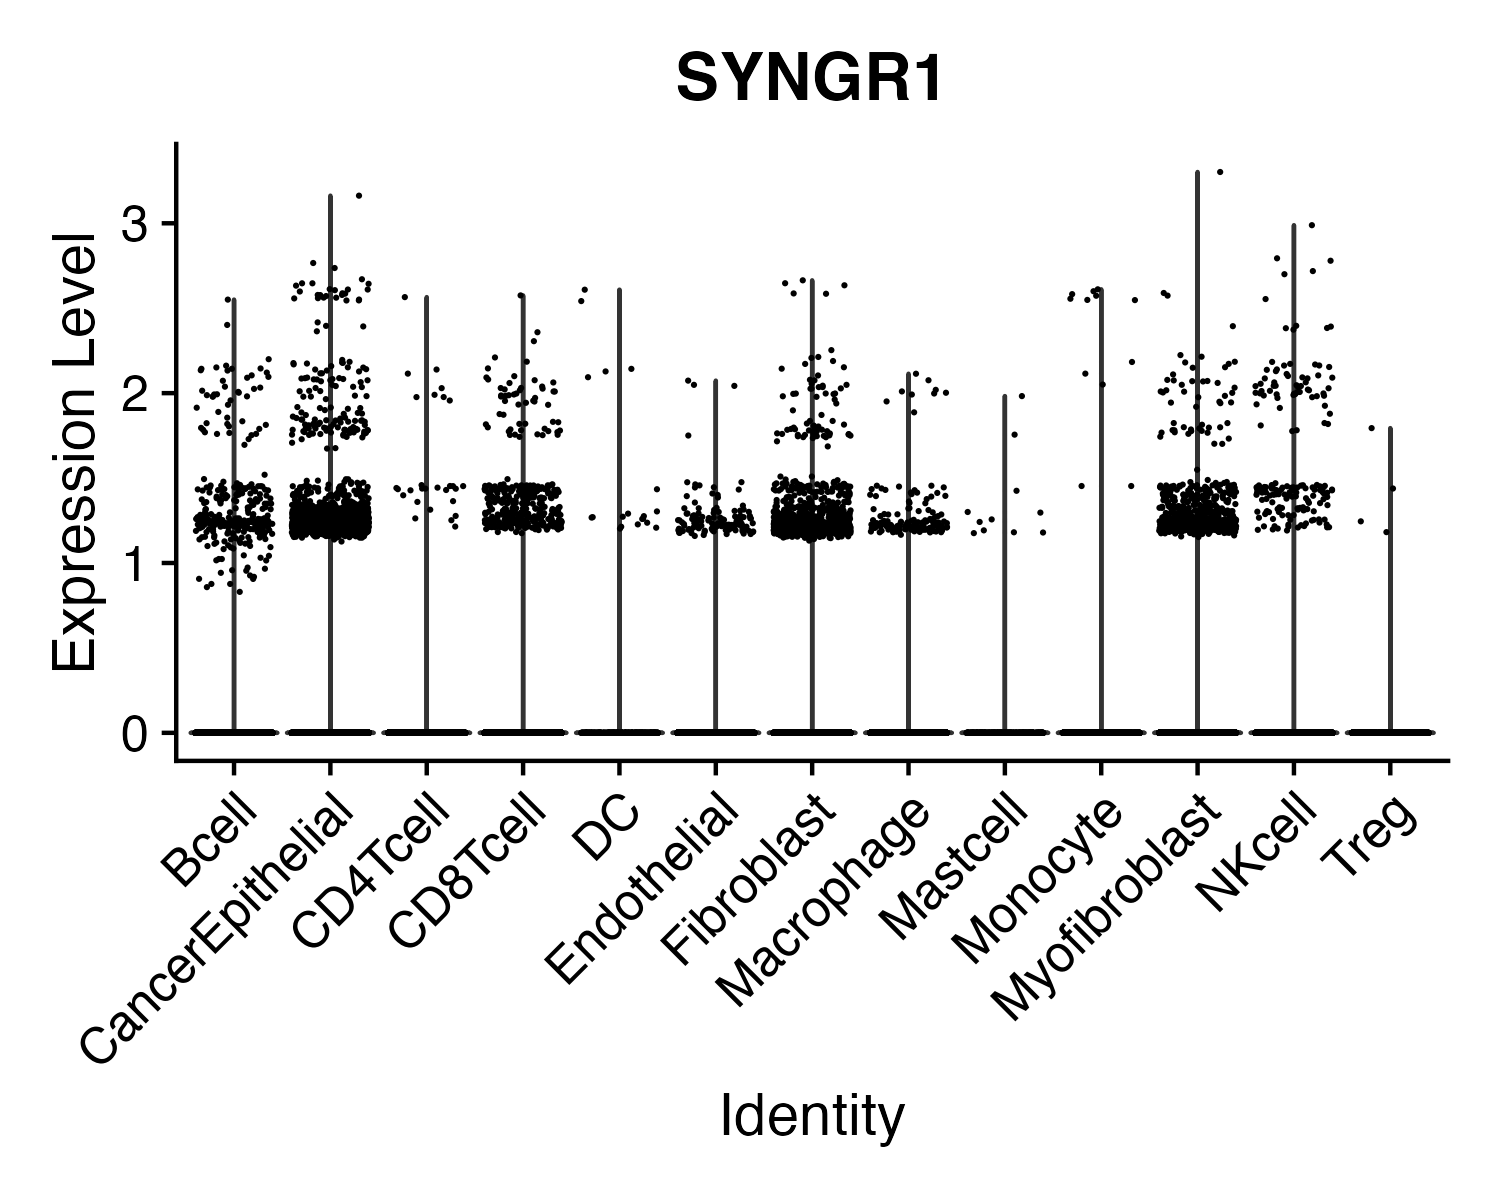 SYNGR1
Expression Level
3
2
1
0
Bcell
CancerEpithelial
CD4Tcell
CD8Tcell
DC
Endothelial
Fibroblast
Macrophage
Mastcell
Monocyte
Myofibroblast
NKcell
Treg
Identity